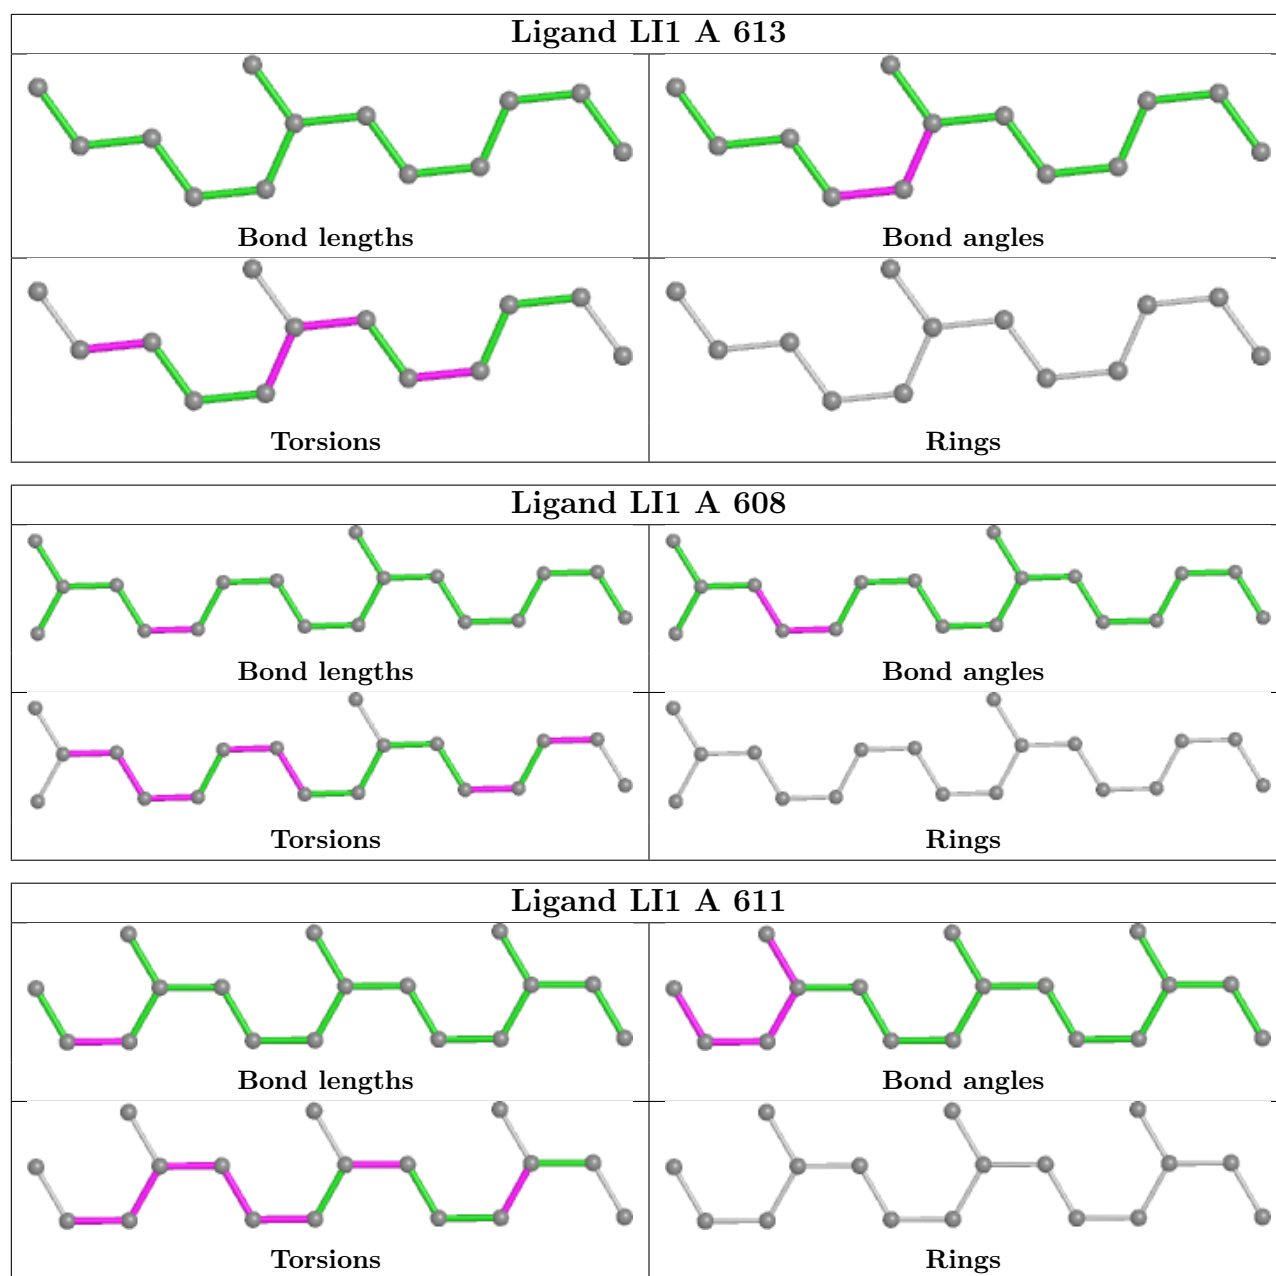 Ligand LI1 A 613
Bond lengths
Bond angles
Torsions
Rings
Ligand LI1 A 608
Bond lengths
Bond angles
Torsions
Rings
Ligand LI1 A 611
Bond lengths
Bond angles
Torsions
Rings